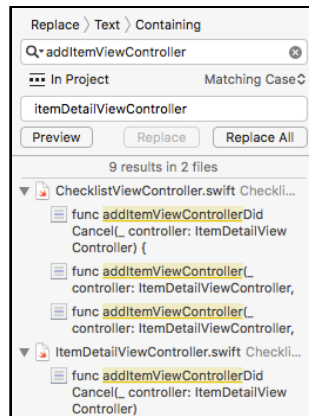 Replace > Text > Containing
addItemViewController
In Project Matching Case
itemDetailViewController
Preview Replace Replace All
9 results in 2 files
ChecklistViewController.swift Checkli...
func addItemViewControllerDid
Cancel(_ controller: ItemDetailView
Controller) {
func addItemViewController(_
controller: ItemDetailViewController,
func addItemViewController(_
controller: ItemDetailViewController,
ItemDetailViewController.swift Checkli...
func addItemViewControllerDid
Cancel(_ controller: ItemDetailView
Controller)